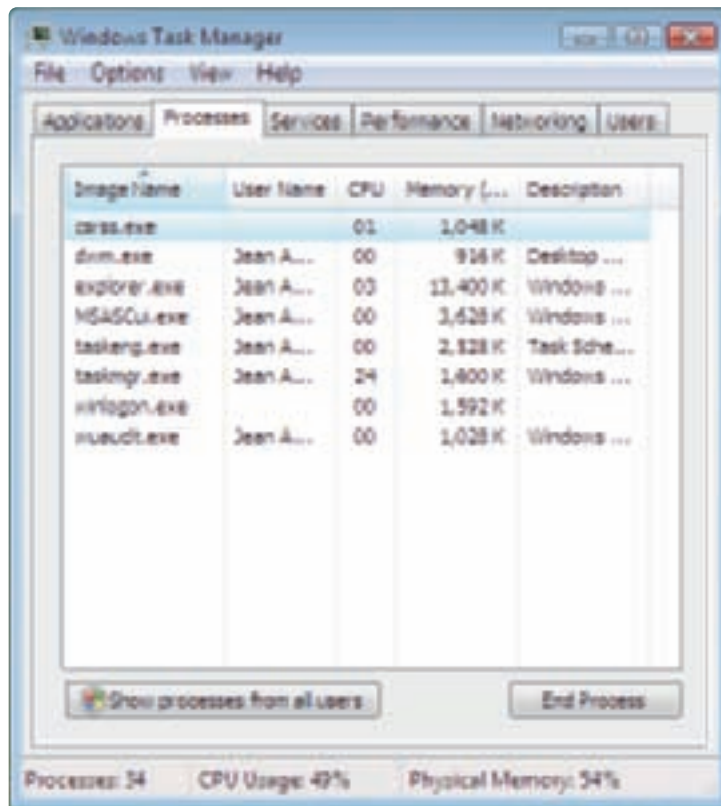 Windows Task Manager
File Options View Help
Applications Processes Services Performance Networking Users
Image Name User Name CPU Memory (... Description
csrss.exe 01 1,048 K
dwm.exe Jean A... 00 916 K Desktop ...
explorer.exe Jean A... 03 13,400 K Windows ...
MSASCui.exe Jean A... 00 3,628 K Windows ...
taskeng.exe Jean A... 00 K Task Sche...
taskmgr.exe Jean A... 24 1,600 K Windows ...
winlogon.exe 00 1,592 K
Jean A... 00 1,028 K Windows ...
Show processes from all users End Process
Processes: 34 CPU Usage: 49% Physical Memory: 54%